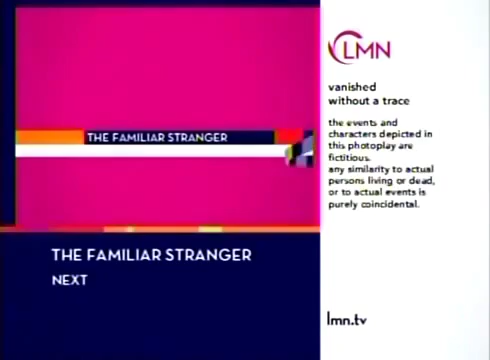 THE FAMILIAR STRANGER
THE FAMILIAR STRANGER
NEXT
LMN
vanished
without a trace
the events and
characters depicted in
this photoplay are
fictitious.
any similarity to actual
persons living or dead,
or to actual events is
purely coincidental.
lmn.tv